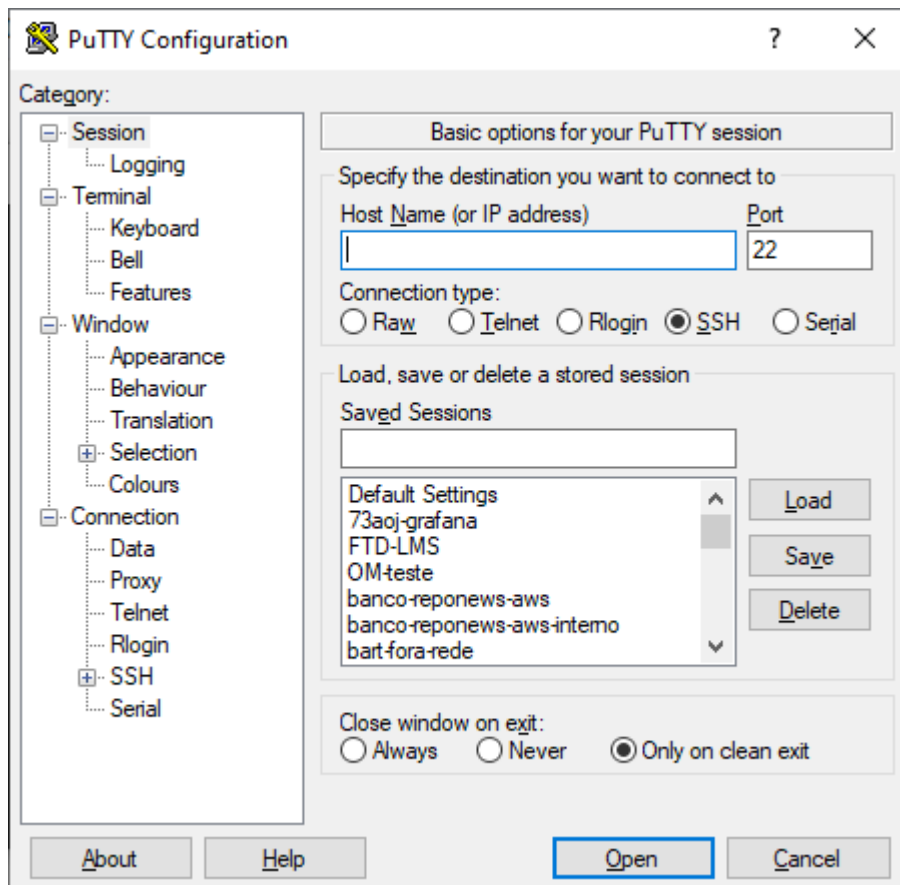 PuTTY Configuration ?
Category:
Session
Logging
Terminal
Keyboard
Bell
Features
Window
Appearance
Behaviour
Translation
Selection
Colours
Connection
Data
Proxy
Telnet
Rlogin
SSH
Serial
Basic options for your PuTTY session
Specify the destination you want to connect to
Host Name (or IP address) Port
22
Connection type:
Raw Telnet Rlogin SSH Serial
Load, save or delete a stored session
Saved Sessions
Default Settings
73aoj-grafana
FTD-LMS
OM-teste
banco-reponews-aws
banco-reponews-aws-interno
bart-fora-rede
Load
Save
Delete
Close window on exit:
Always Never Only on clean exit
About Help Open Cancel